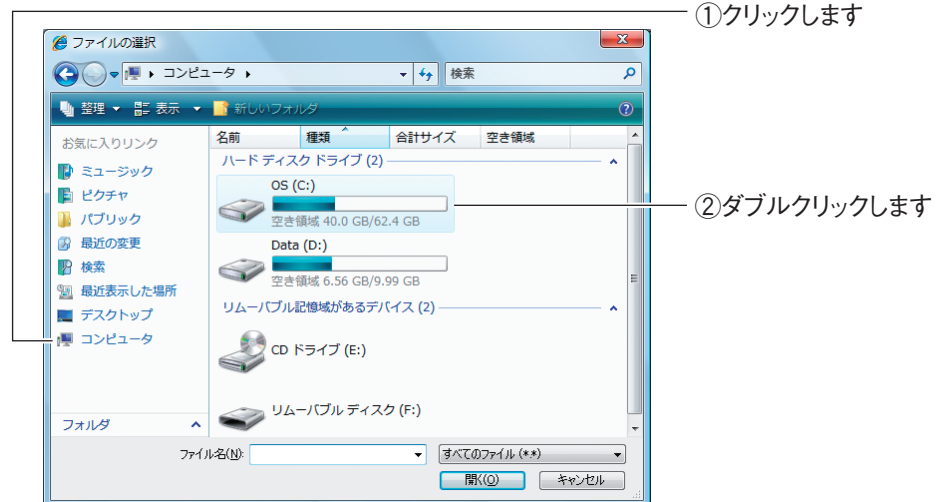 ①クリックします
ファイルの選択
コンピュータ
検索
整理 表示 新しいフォルダ
お気に入りリンク
ミュージック
ピクチャ
パブリック
最近の変更
検索
最近表示した場所
デスクトップ
コンピュータ
フォルダ
名前 種類 合計サイズ 空き領域
ハード ディスク ドライブ (2)
OS (C:)
空き領域 40.0 GB/62.4 GB
②ダブルクリックします
Data (D:)
空き領域 6.56 GB/9.99 GB
リムーバブル記憶域があるデバイス (2)
CD ドライブ (E:)
リムーバブル ディスク (F:)
ファイル名(N):
すべてのファイル (*.*)
開く(O) キャンセル